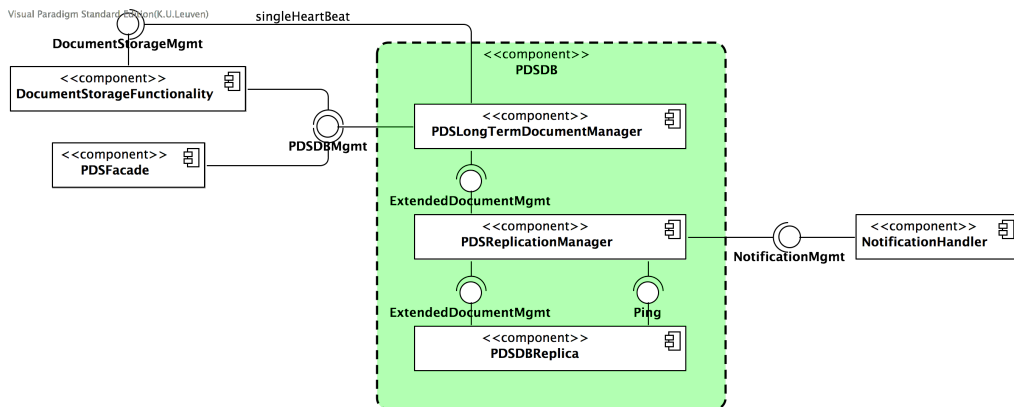 Visual Paradigm Standard Edition(K.U.Leuven)
singleHeartBeat
DocumentStorageMgmt
<<component>>
PDSDB
<<component>>
DocumentStorageFunctionality
<<component>>
PDSLongTermDocumentManager
PDSDBMgmt
<<component>>
PDSFacade
ExtendedDocumentMgmt
<<component>>
PDSReplicationManager
<<component>>
NotificationHandler
NotificationMgmt
ExtendedDocumentMgmt
Ping
<<component>>
PDSDBReplica